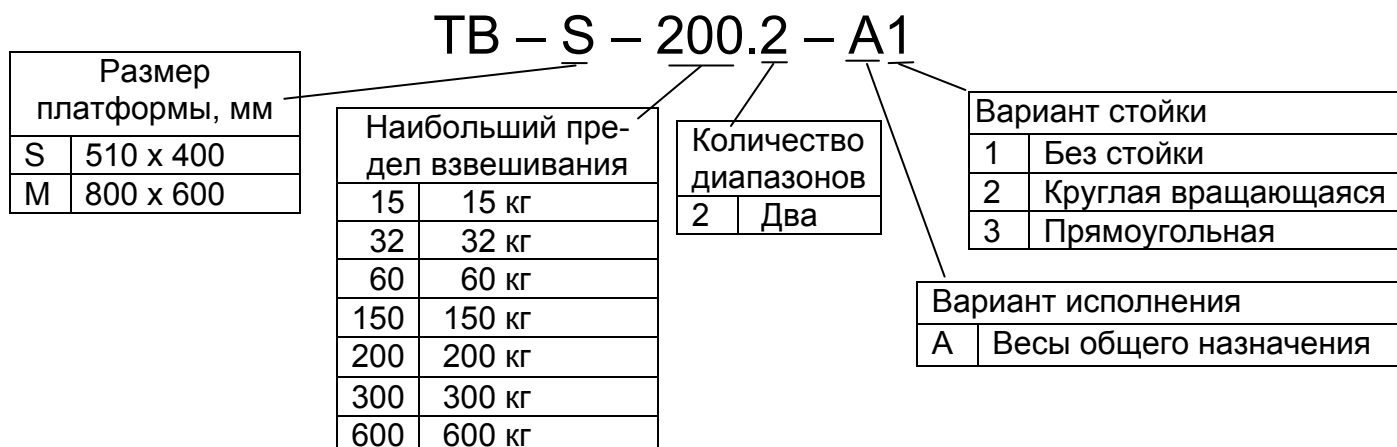 ТВ – S – 200.2 – А1
Размер
платформы, мм
S 510 x 400
M 800 x 600
Наибольший пре-
дел взвешивания
15 15 кг
32 32 кг
60 60 кг
150 150 кг
200 200 кг
300 300 кг
600 600 кг
Количество
диапазонов
2 Два
Вариант стойки
1 Без стойки
2 Круглая вращающаяся
3 Прямоугольная
Вариант исполнения
А Весы общего назначения